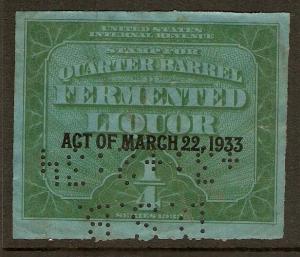 UNITED STATES
INTERNAL REVENUE
STAMP FOR
QUARTER BARREL
OF
FERMENTED
LIQUOR
ACT OF MARCH 22, 1933
1/4